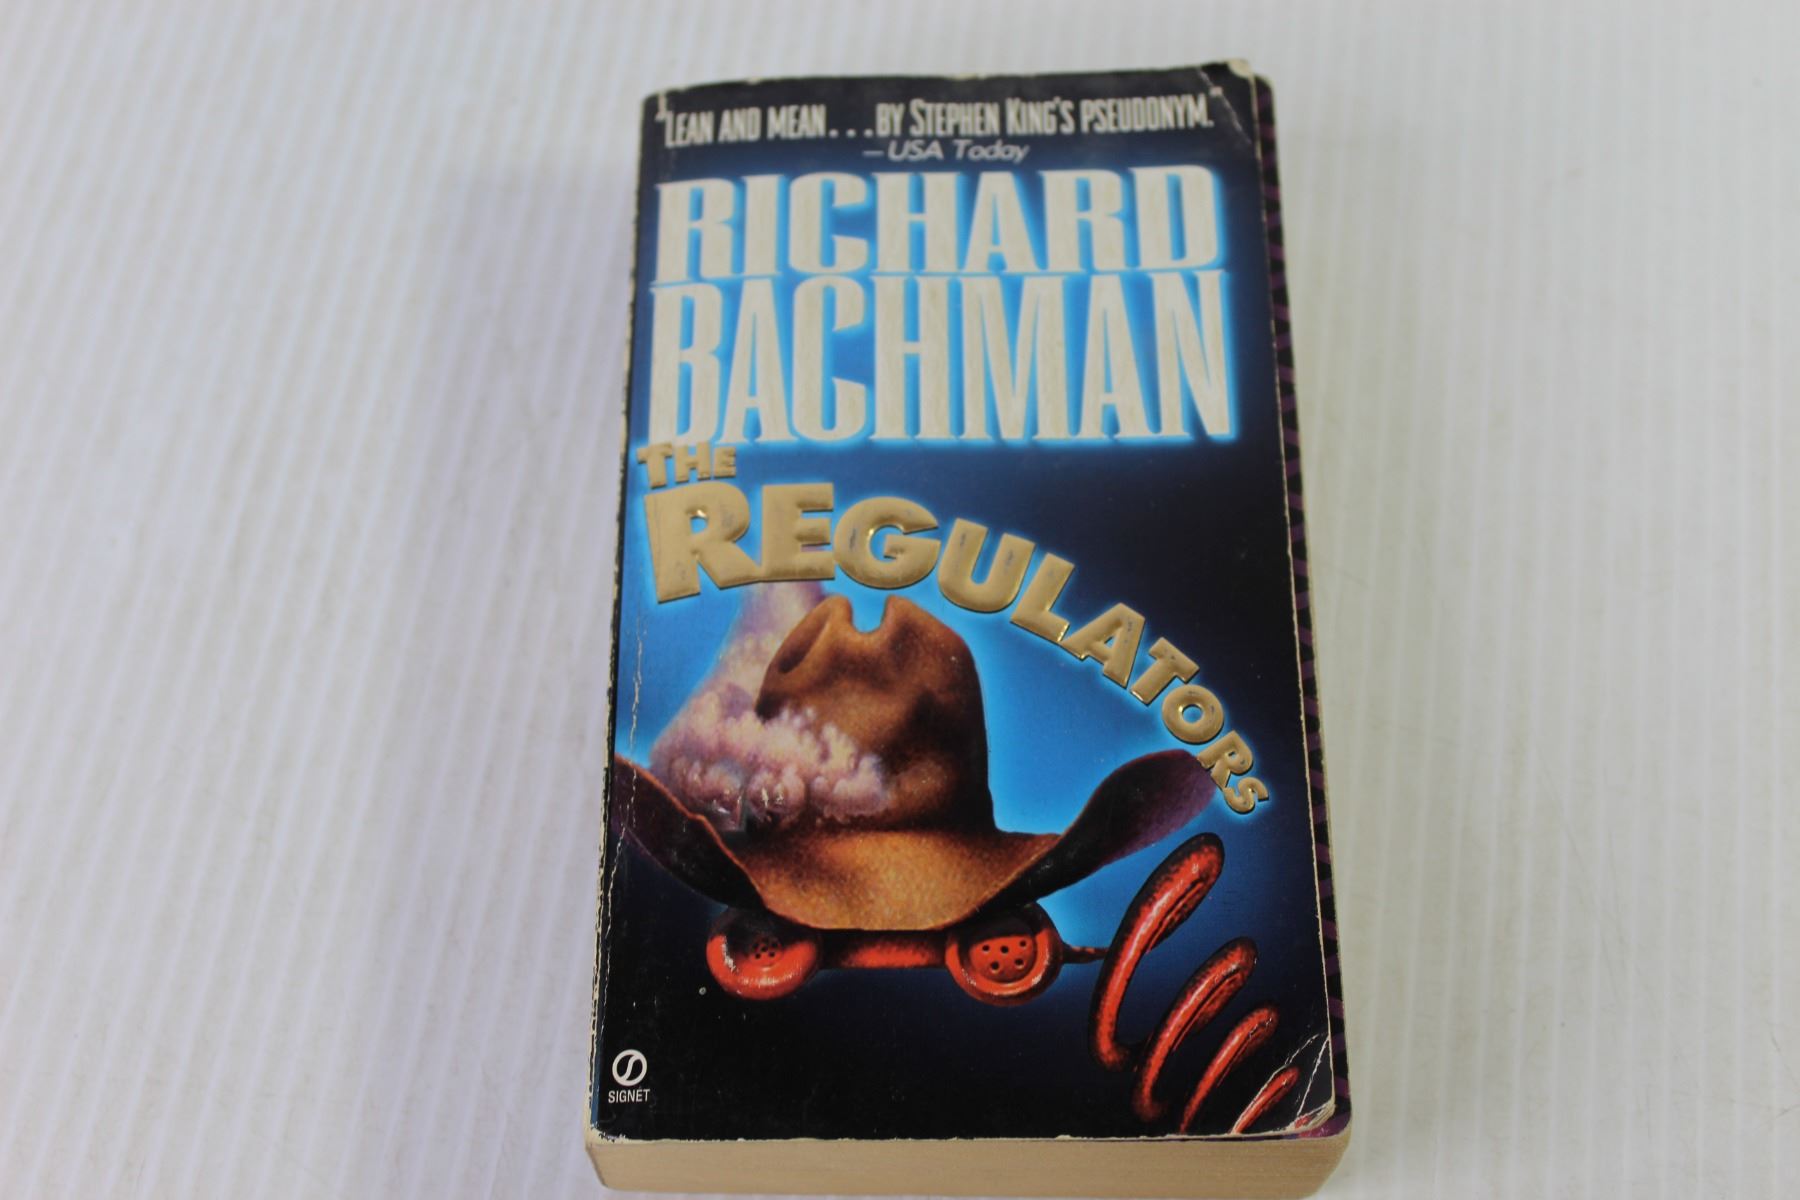 "LEAN AND MEAN...BY STEPHEN KING'S PSEUDONYM."
—USA Today
RICHARD
BACHMAN
THE
REGULATORS
SIGNET